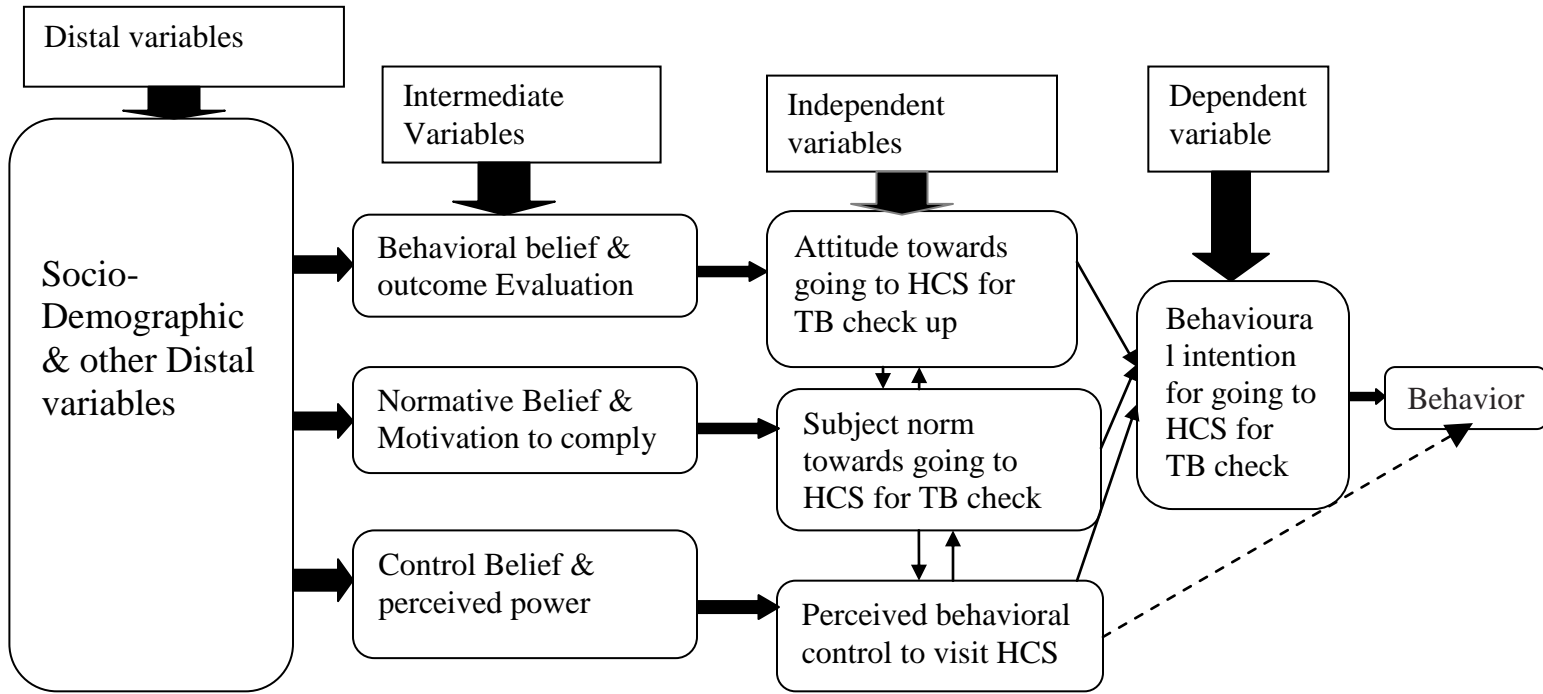 Distal variables
Intermediate
Variables
Independent
variables
Dependent
variable
Socio-
Demographic
& other Distal
variables
Behavioral belief &
outcome Evaluation
Normative Belief &
Motivation to comply
Control Belief &
perceived power
Attitude towards
going to HCS for
TB check up
Subject norm
towards going to
HCS for TB check
Perceived behavioral
control to visit HCS
Behavioura
l intention
for going to
HCS for
TB check
Behavior